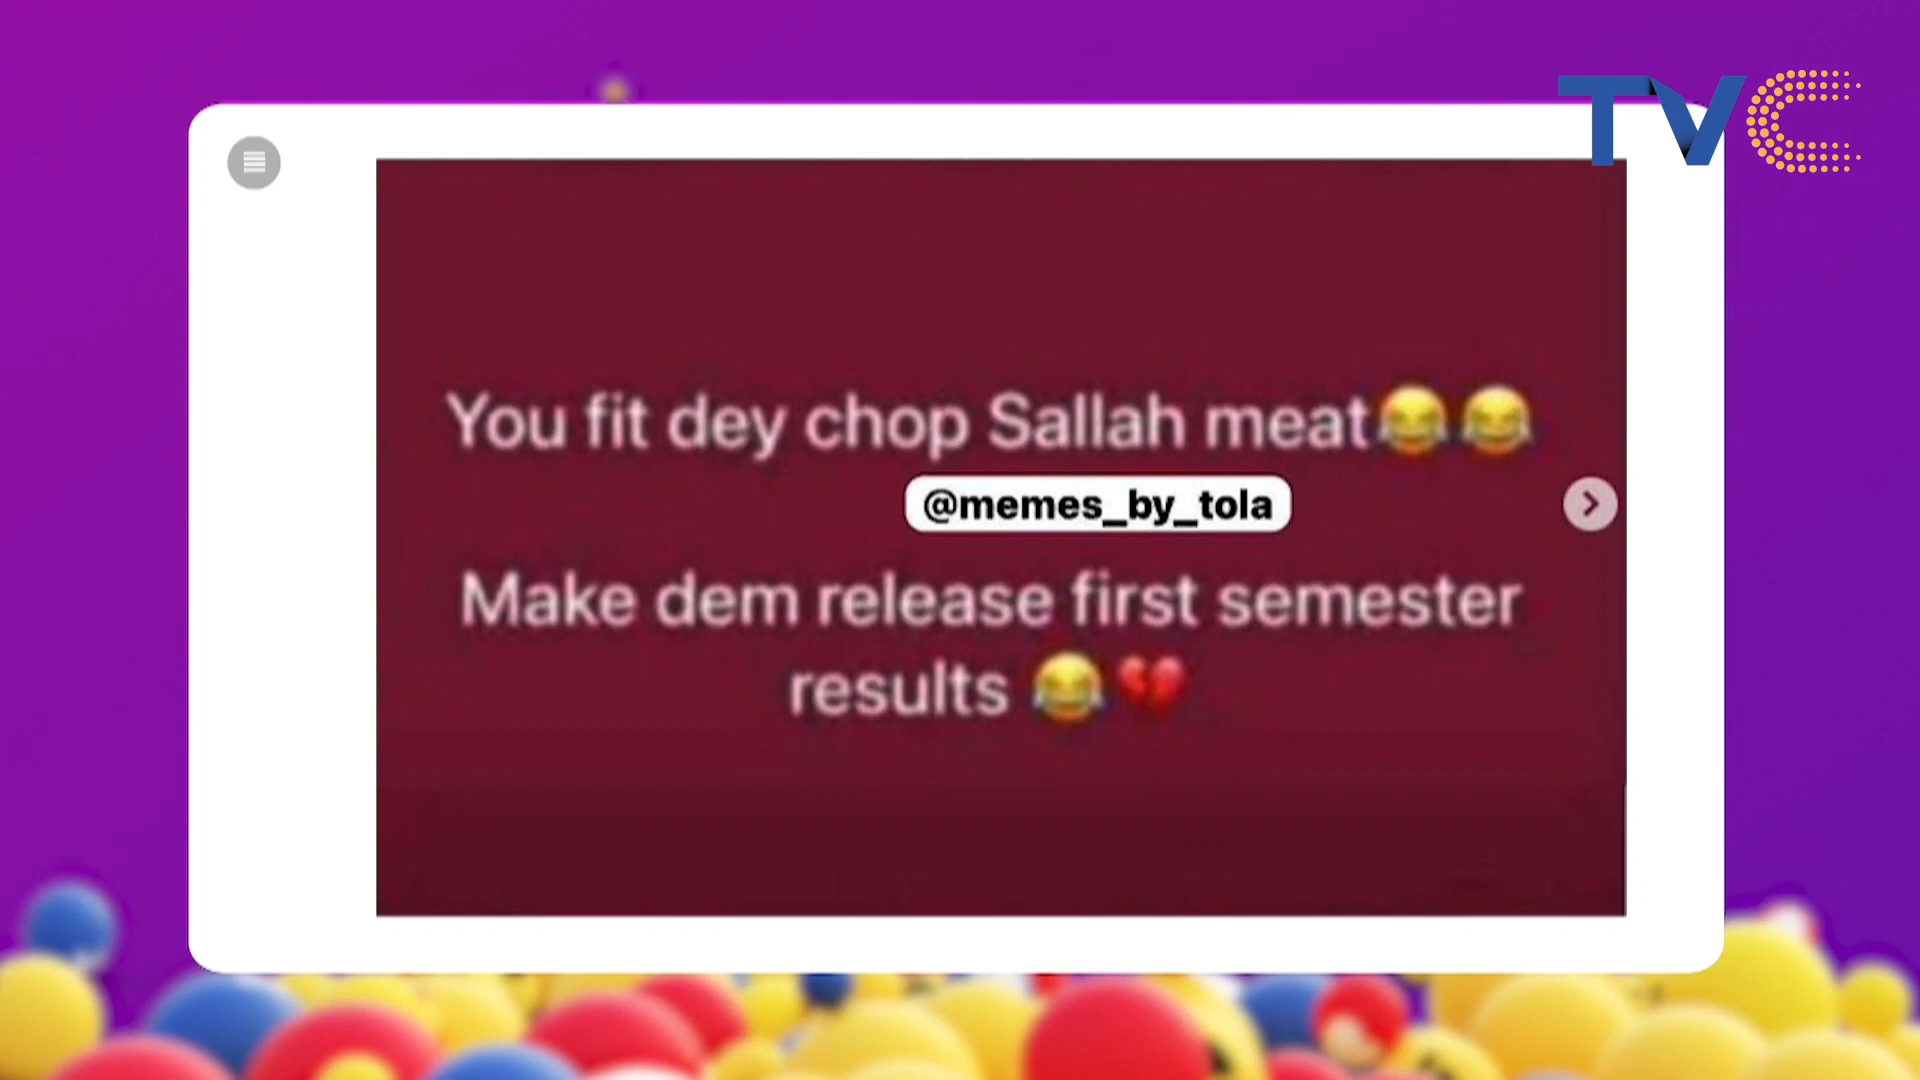 TVC
You fit dey chop Sallah meat😂😂
@memes_by_tola
Make dem release first semester
results 😂💔